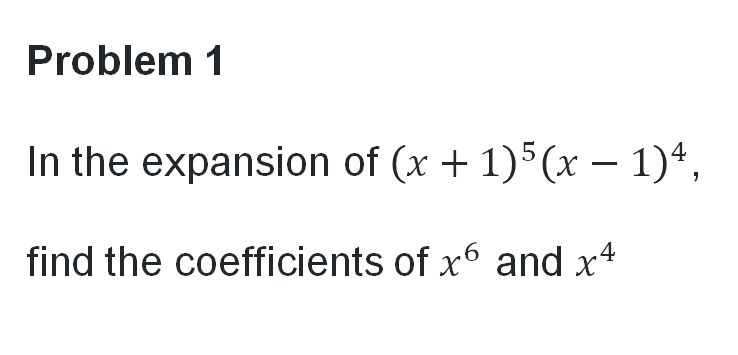 Problem 1
In the expansion of (x + 1)⁵(x − 1)⁴,
find the coefficients of x⁶ and x⁴